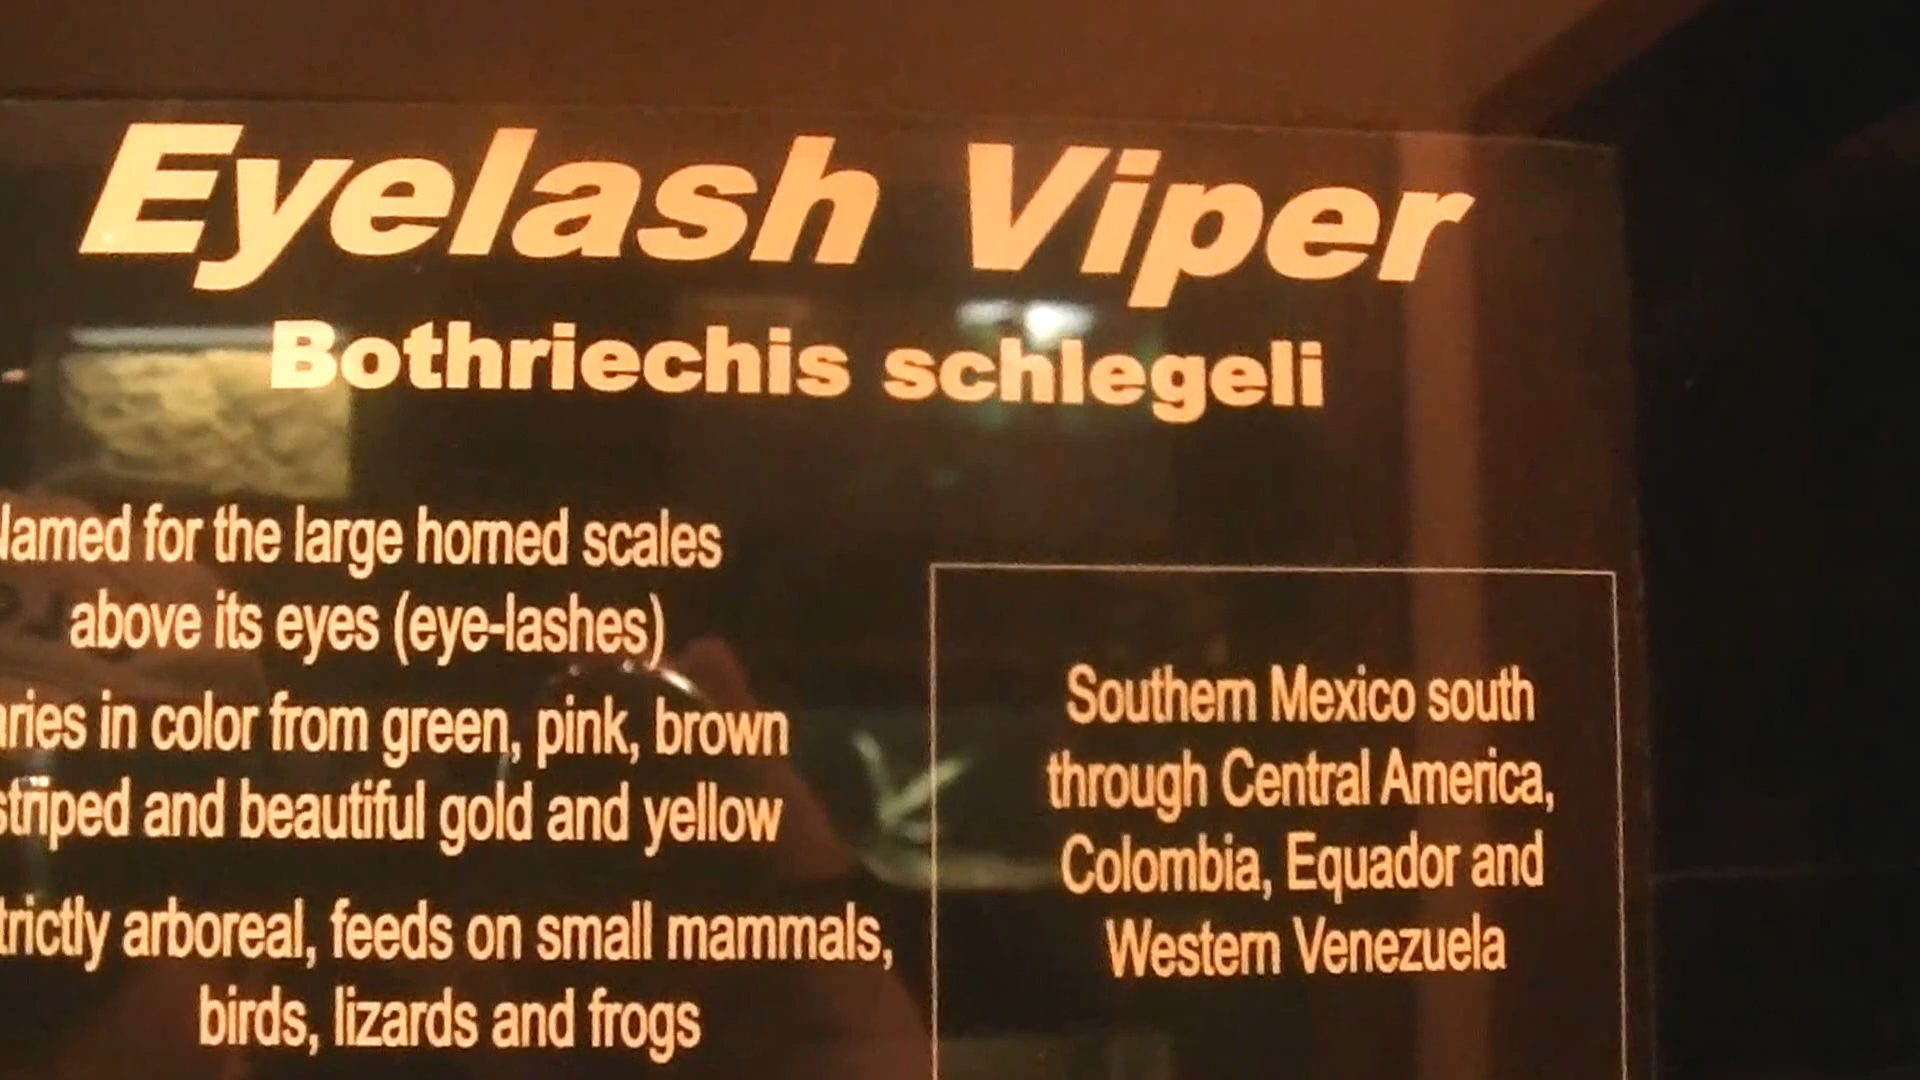 Eyelash Viper
Bothriechis schlegeli
Named for the large horned scales
above its eyes (eye-lashes)
aries in color from green, pink, brown
striped and beautiful gold and yellow
trictly arboreal, feeds on small mammals,
birds, lizards and frogs
Southern Mexico south
through Central America,
Colombia, Equador and
Western Venezuela